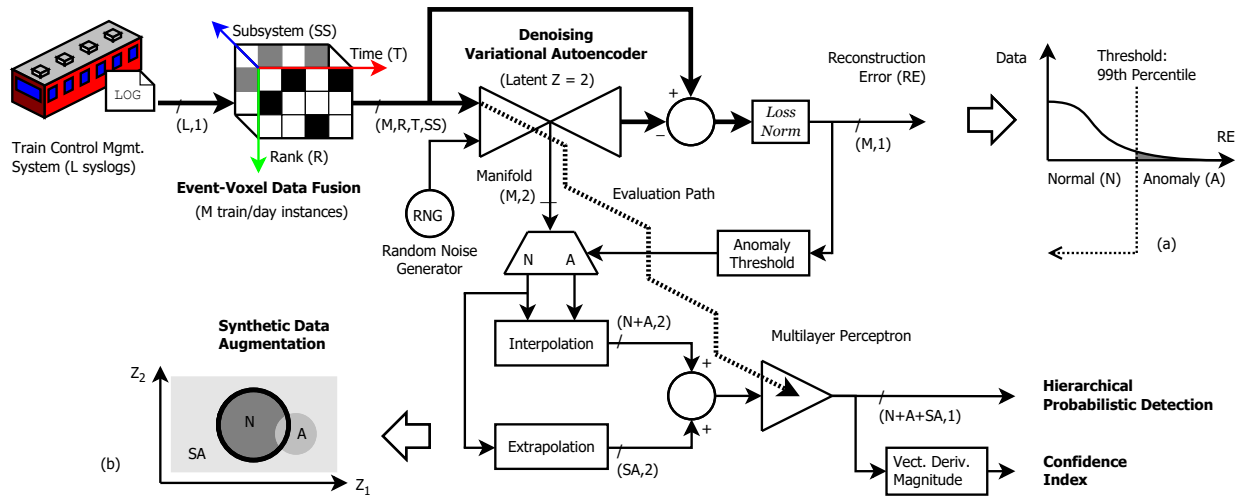 Subsystem (SS)
Time (T)
LOG
(L,1)
(M,R,T,SS)
Rank (R)
Train Control Mgmt.
System (L syslogs)
Event-Voxel Data Fusion
(M train/day instances)
Denoising
Variational Autoencoder
(Latent Z = 2)
RNG
Random Noise
Generator
Manifold
(M,2)
+
−
Loss
Norm
Reconstruction
Error (RE)
(M,1)
Evaluation Path
Anomaly
Threshold
N
A
Data
Threshold:
99th Percentile
RE
Normal (N)
Anomaly (A)
(a)
Interpolation
(N+A,2)
Extrapolation
(SA,2)
+
+
Multilayer Perceptron
(N+A+SA,1)
Hierarchical
Probabilistic Detection
Vect. Deriv.
Magnitude
Confidence
Index
Synthetic Data
Augmentation
Z2
N
A
SA
(b)
Z1